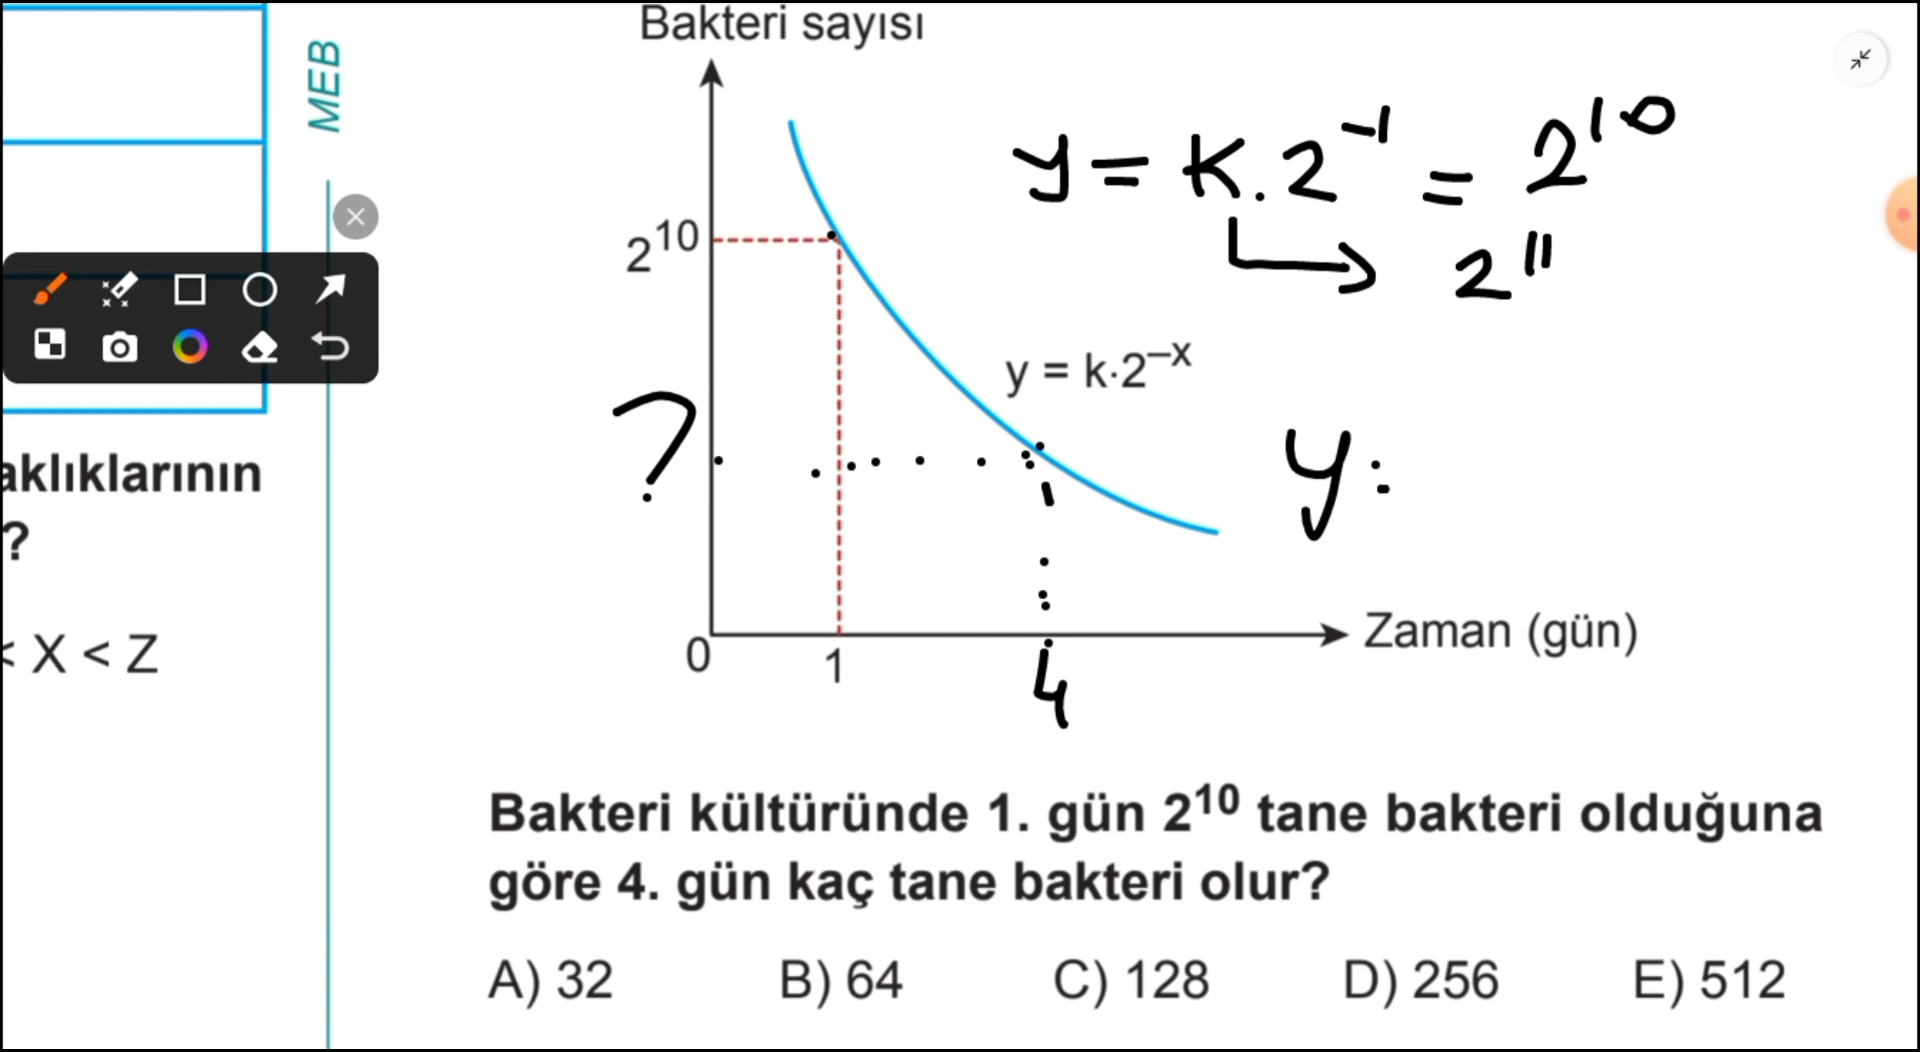 Bakteri sayısı
MEB
y = K . 2⁻¹ = 2¹⁰
2¹¹
2¹⁰
y = k·2⁻ˣ
?
y =
aklıklarının
?
0
1
4
Zaman (gün)
< X < Z
Bakteri kültüründe 1. gün 2¹⁰ tane bakteri olduğuna
göre 4. gün kaç tane bakteri olur?
A) 32 B) 64 C) 128 D) 256 E) 512